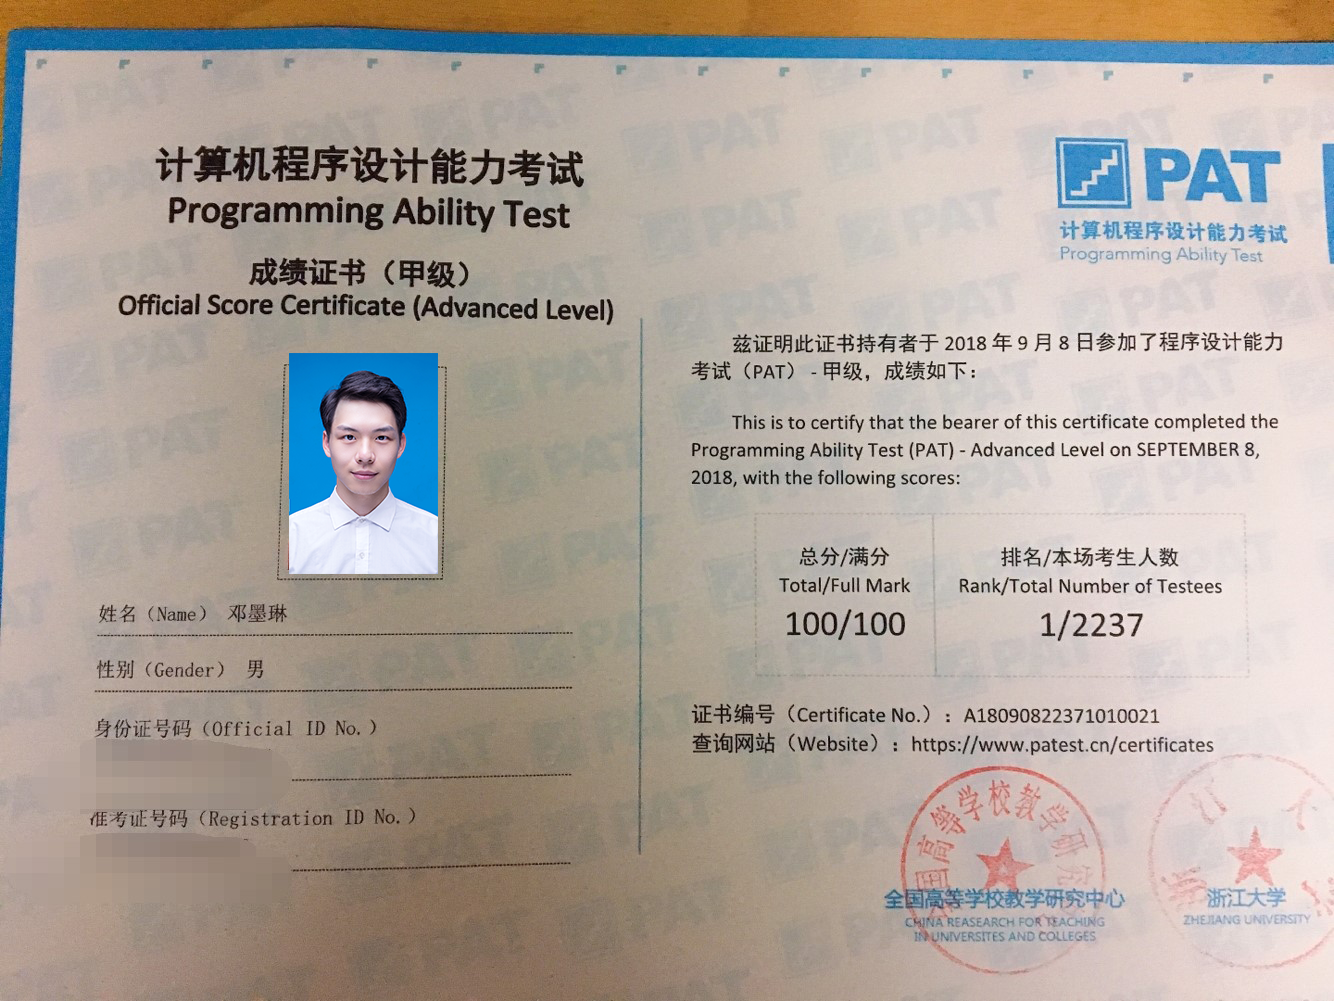 计算机程序设计能力考试
Programming Ability Test
成绩证书（甲级）
Official Score Certificate (Advanced Level)
姓名（Name） 邓墨琳
性别（Gender） 男
身份证号码（Official ID No.）
准考证号码（Registration ID No.）
PAT
计算机程序设计能力考试
Programming Ability Test
兹证明此证书持有者于 2018 年 9 月 8 日参加了程序设计能力
考试（PAT） - 甲级，成绩如下：
This is to certify that the bearer of this certificate completed the
Programming Ability Test (PAT) - Advanced Level on SEPTEMBER 8,
2018, with the following scores:
总分/满分
Total/Full Mark
100/100
排名/本场考生人数
Rank/Total Number of Testees
1/2237
证书编号（Certificate No.）: A18090822371010021
查询网站（Website）: https://www.patest.cn/certificates
全国高等学校教学研究中心
CHINA REASEARCH FOR TEACHING
IN UNIVERSITES AND COLLEGES
浙江大学
ZHEJIANG UNIVERSITY